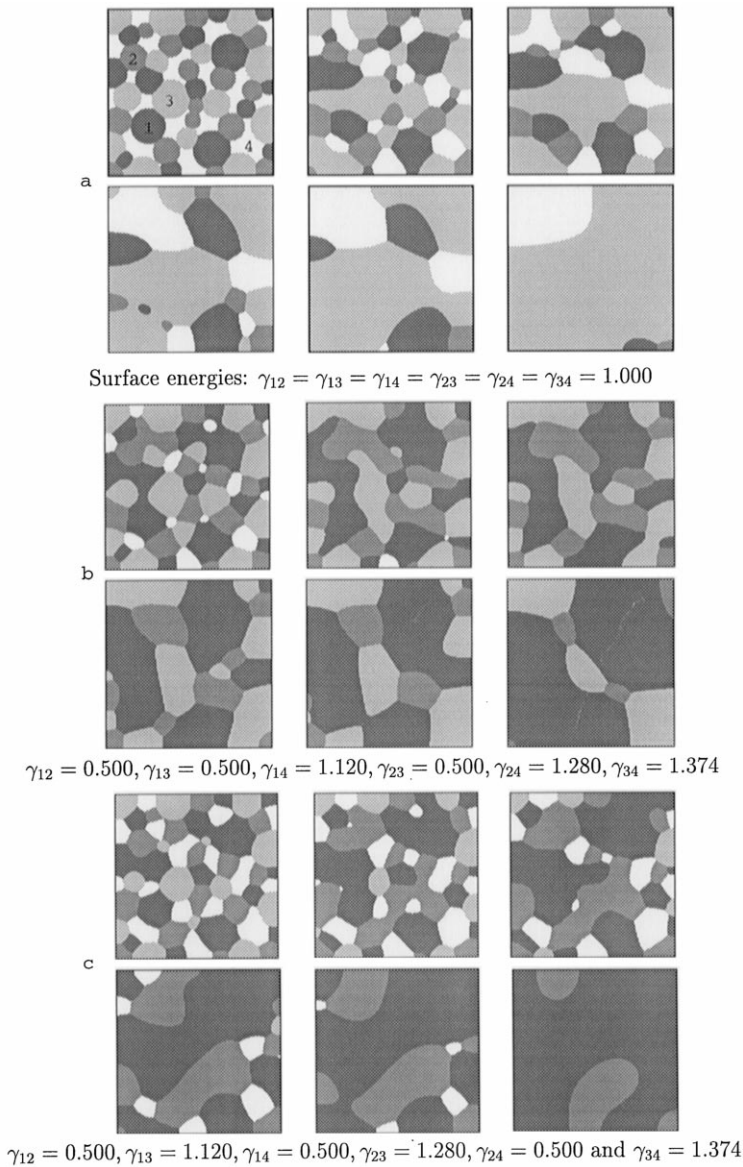 2
3
1
4
a
Surface energies: γ₁₂ = γ₁₃ = γ₁₄ = γ₂₃ = γ₂₄ = γ₃₄ = 1.000
b
γ₁₂ = 0.500, γ₁₃ = 0.500, γ₁₄ = 1.120, γ₂₃ = 0.500, γ₂₄ = 1.280, γ₃₄ = 1.374
c
γ₁₂ = 0.500, γ₁₃ = 1.120, γ₁₄ = 0.500, γ₂₃ = 1.280, γ₂₄ = 0.500 and γ₃₄ = 1.374